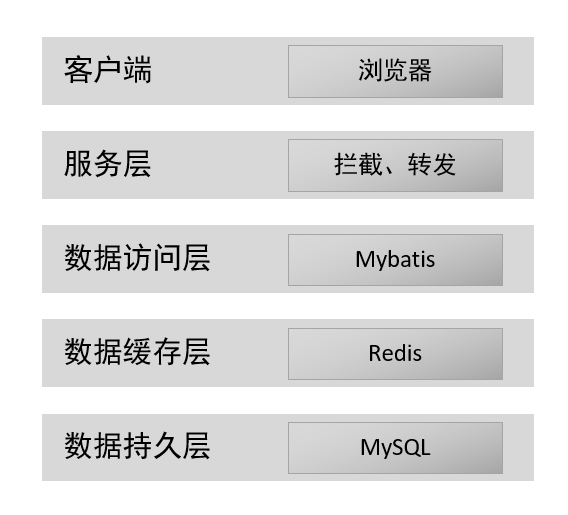 客户端
浏览器
服务层
拦截、转发
数据访问层
Mybatis
数据缓存层
Redis
数据持久层
MySQL